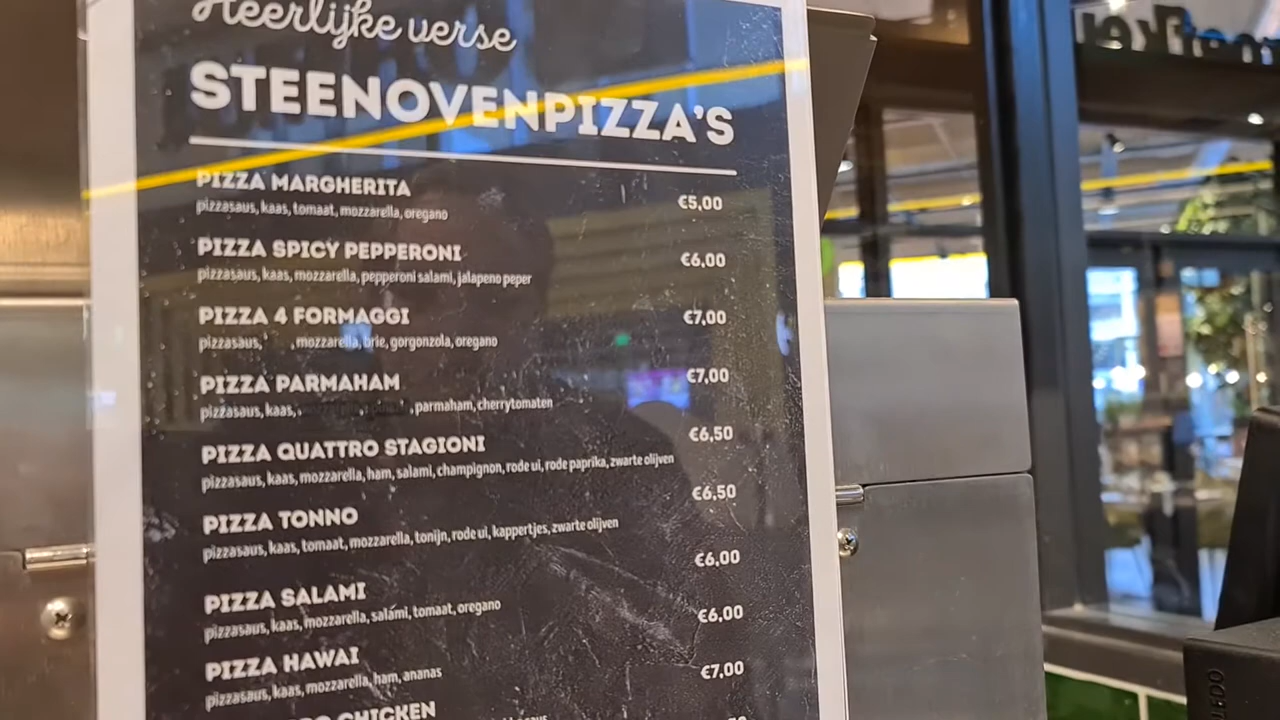 Heerlijke verse
STEENOVENPIZZA'S
PIZZA MARGHERITA €5,00
pizzasaus, kaas, tomaat, mozzarella, oregano
PIZZA SPICY PEPPERONI €6,00
pizzasaus, kaas, mozzarella, pepperoni salami, jalapeno peper
PIZZA 4 FORMAGGI €7,00
pizzasaus, , mozzarella, brie, gorgonzola, oregano
PIZZA PARMAHAM €7,00
pizzasaus, kaas, , parmaham, cherrytomaten
PIZZA QUATTRO STAGIONI €6,50
pizzasaus, kaas, mozzarella, ham, salami, champignon, rode ui, rode paprika, zwarte olijven
PIZZA TONNO €6,50
pizzasaus, kaas, tomaat, mozzarella, tonijn, rode ui, kappertjes, zwarte olijven
PIZZA SALAMI €6,00
pizzasaus, kaas, mozzarella, salami, tomaat, oregano
PIZZA HAWAI €6,00
pizzasaus, kaas, mozzarella, ham, ananas
CHICKEN €7,00